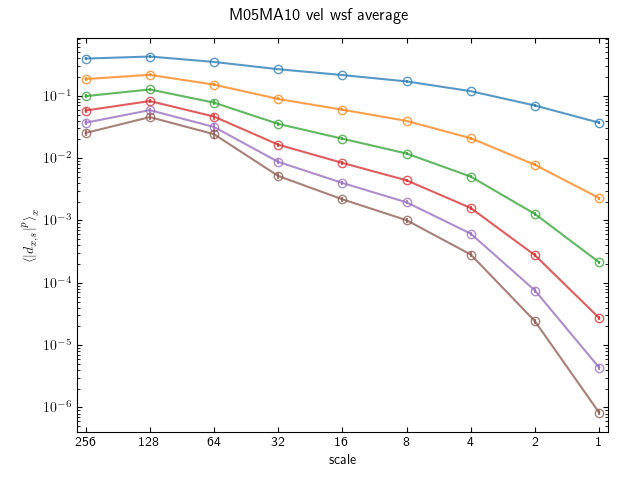 M05MA10 vel wsf average
⟨|d_{x,s}|^p⟩_x
10^{-1}
10^{-2}
10^{-3}
10^{-4}
10^{-5}
10^{-6}
256 128 64 32 16 8 4 2 1
scale